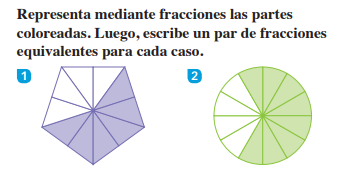 Representa mediante fracciones las partes
coloreadas. Luego, escribe un par de fracciones
equivalentes para cada caso.
1 2